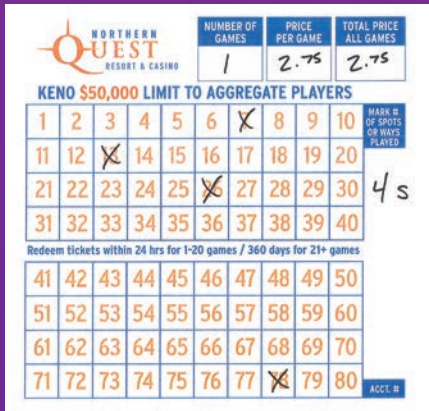 NORTHERN QUEST
RESORT & CASINO
NUMBER OF GAMES
PRICE PER GAME
TOTAL PRICE ALL GAMES
1
2.75
2.75
KENO $50,000 LIMIT TO AGGREGATE PLAYERS
MARK # OF SPOTS OR WAYS PLAYED
1 2 3 4 5 6 7 8 9 10
11 12 13 14 15 16 17 18 19 20
21 22 23 24 25 26 27 28 29 30
4 s
31 32 33 34 35 36 37 38 39 40
Redeem tickets within 24 hrs for 1-20 games / 360 days for 21+ games
41 42 43 44 45 46 47 48 49 50
51 52 53 54 55 56 57 58 59 60
61 62 63 64 65 66 67 68 69 70
71 72 73 74 75 76 77 78 79 80
ACCT. #